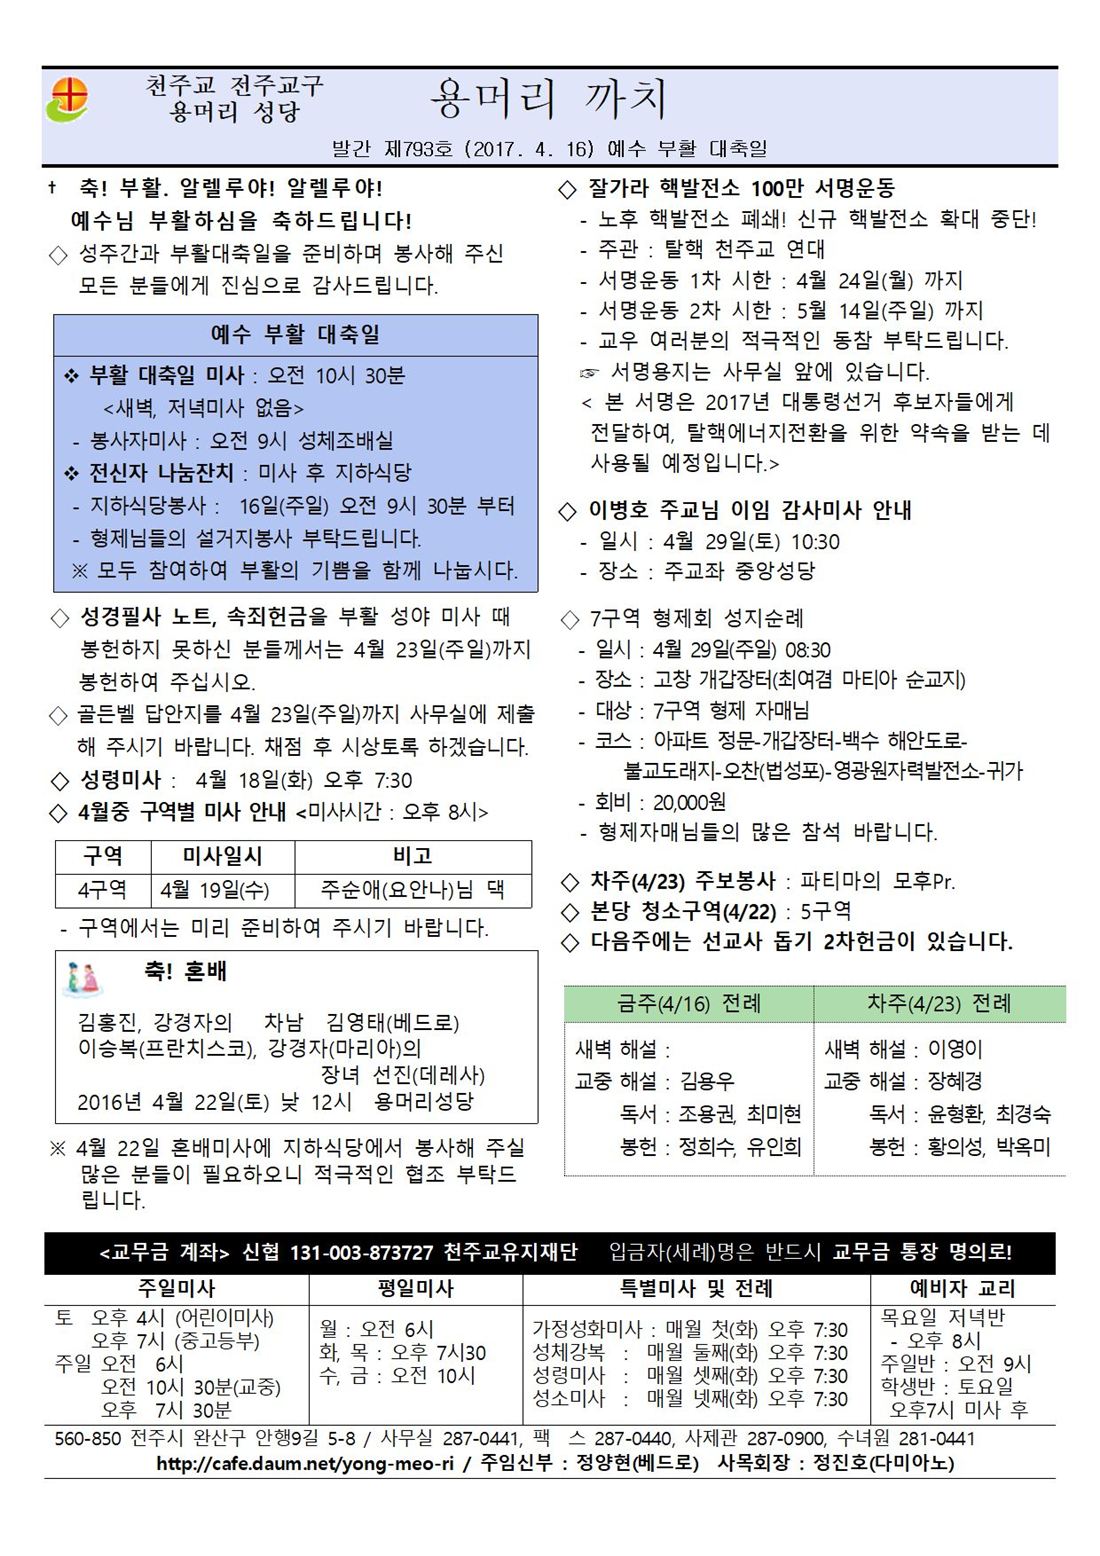 천주교 전주교구
용머리 성당
용머리 까치
발간 제793호 (2017. 4. 16) 예수 부활 대축일
† 축! 부활. 알렐루야! 알렐루야!
예수님 부활하심을 축하드립니다!
◇ 성주간과 부활대축일을 준비하며 봉사해 주신
모든 분들에게 진심으로 감사드립니다.
예수 부활 대축일
❖ 부활 대축일 미사 : 오전 10시 30분
<새벽, 저녁미사 없음>
- 봉사자미사 : 오전 9시 성체조배실
❖ 전신자 나눔잔치 : 미사 후 지하식당
- 지하식당봉사 : 16일(주일) 오전 9시 30분 부터
- 형제님들의 설거지봉사 부탁드립니다.
※ 모두 참여하여 부활의 기쁨을 함께 나눕시다.
◇ 성경필사 노트, 속죄헌금을 부활 성야 미사 때
봉헌하지 못하신 분들께서는 4월 23일(주일)까지
봉헌하여 주십시오.
◇ 골든벨 답안지를 4월 23일(주일)까지 사무실에 제출
해 주시기 바랍니다. 채점 후 시상토록 하겠습니다.
◇ 성령미사 : 4월 18일(화) 오후 7:30
◇ 4월중 구역별 미사 안내 <미사시간 : 오후 8시>
구역 미사일시 비고
4구역 4월 19일(수) 주순애(요안나)님 댁
- 구역에서는 미리 준비하여 주시기 바랍니다.
축! 혼배
김홍진, 강경자의 차남 김영태(베드로)
이승복(프란치스코), 강경자(마리아)의
장녀 선진(데레사)
2016년 4월 22일(토) 낮 12시 용머리성당
※ 4월 22일 혼배미사에 지하식당에서 봉사해 주실
많은 분들이 필요하오니 적극적인 협조 부탁드
립니다.
◇ 잘가라 핵발전소 100만 서명운동
- 노후 핵발전소 폐쇄! 신규 핵발전소 확대 중단!
- 주관 : 탈핵 천주교 연대
- 서명운동 1차 시한 : 4월 24일(월) 까지
- 서명운동 2차 시한 : 5월 14일(주일) 까지
- 교우 여러분의 적극적인 동참 부탁드립니다.
☞ 서명용지는 사무실 앞에 있습니다.
< 본 서명은 2017년 대통령선거 후보자들에게
전달하여, 탈핵에너지전환을 위한 약속을 받는 데
사용될 예정입니다.>
◇ 이병호 주교님 이임 감사미사 안내
- 일시 : 4월 29일(토) 10:30
- 장소 : 주교좌 중앙성당
◇ 7구역 형제회 성지순례
- 일시 : 4월 29일(주일) 08:30
- 장소 : 고창 개갑장터(최여겸 마티아 순교지)
- 대상 : 7구역 형제 자매님
- 코스 : 아파트 정문-개갑장터-백수 해안도로-
불교도래지-오찬(법성포)-영광원자력발전소-귀가
- 회비 : 20,000원
- 형제자매님들의 많은 참석 바랍니다.
◇ 차주(4/23) 주보봉사 : 파티마의 모후Pr.
◇ 본당 청소구역(4/22) : 5구역
◇ 다음주에는 선교사 돕기 2차헌금이 있습니다.
금주(4/16) 전례 차주(4/23) 전례
새벽 해설 : 새벽 해설 : 이영이
교중 해설 : 김용우 교중 해설 : 장혜경
독서 : 조용권, 최미현 독서 : 윤형환, 최경숙
봉헌 : 정희수, 유인희 봉헌 : 황의성, 박옥미
<교무금 계좌> 신협 131-003-873727 천주교유지재단 입금자(세례)명은 반드시 교무금 통장 명의로!
주일미사 평일미사 특별미사 및 전례 예비자 교리
토 오후 4시 (어린이미사)
오후 7시 (중고등부)
주일 오전 6시
오전 10시 30분(교중)
오후 7시 30분
월 : 오전 6시
화, 목 : 오후 7시30
수, 금 : 오전 10시
가정성화미사 : 매월 첫(화) 오후 7:30
성체강복 : 매월 둘째(화) 오후 7:30
성령미사 : 매월 셋째(화) 오후 7:30
성소미사 : 매월 넷째(화) 오후 7:30
목요일 저녁반
- 오후 8시
주일반 : 오전 9시
학생반 : 토요일
오후7시 미사 후
560-850 전주시 완산구 안행9길 5-8 / 사무실 287-0441, 팩 스 287-0440, 사제관 287-0900, 수녀원 281-0441
http://cafe.daum.net/yong-meo-ri / 주임신부 : 정양현(베드로) 사목회장 : 정진호(다미아노)